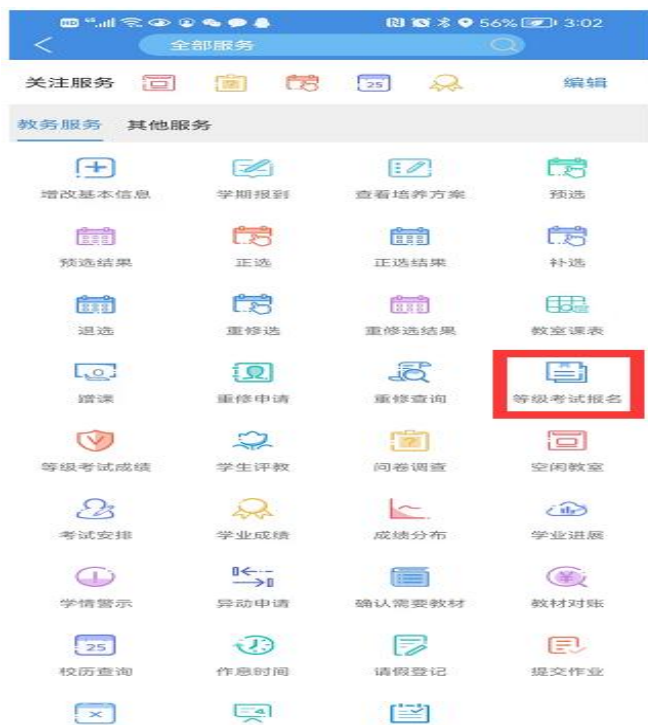 HD 56% 3:02
全部服务
关注服务 25 编辑
教务服务 其他服务
增改基本信息 学期报到 查看培养方案 预选
预选结果 正选 正选结果 补选
退选 重修选 重修选结果 教室课表
蹭课 重修申请 重修查询 等级考试报名
等级考试成绩 学生评教 问卷调查 空闲教室
考试安排 学业成绩 成绩分布 学业进展
学情警示 异动申请 确认需要教材 教材对账
25
校历查询 作息时间 请假登记 提交作业